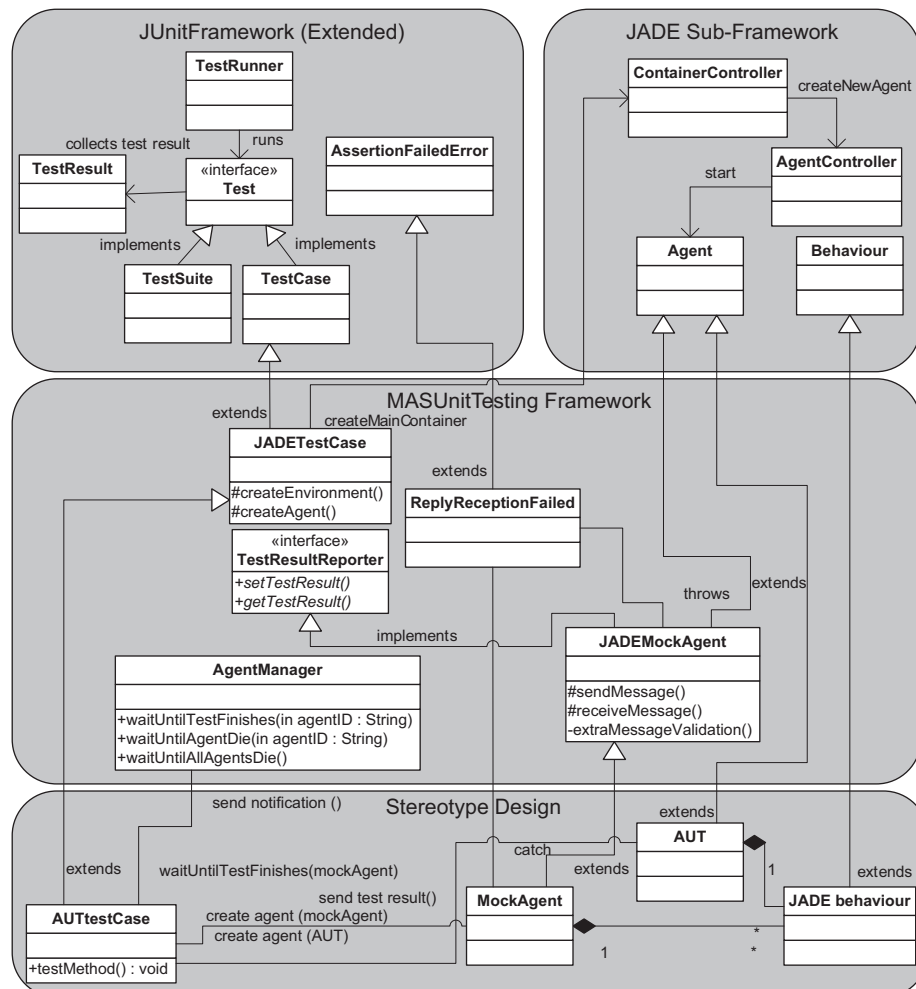 JUnitFramework (Extended)
JADE Sub-Framework
TestRunner
ContainerController
createNewAgent
collects test result
runs
AssertionFailedError
TestResult
«interface»
Test
AgentController
start
implements
implements
Agent
Behaviour
TestSuite
TestCase
MASUnitTesting Framework
extends
createMainContainer
JADETestCase
#createEnvironment()
#createAgent()
extends
ReplyReceptionFailed
«interface»
TestResultReporter
+setTestResult()
+getTestResult()
throws
extends
implements
JADEMockAgent
#sendMessage()
#receiveMessage()
-extraMessageValidation()
AgentManager
+waitUntilTestFinishes(in agentID : String)
+waitUntilAgentDie(in agentID : String)
+waitUntilAllAgentsDie()
Stereotype Design
send notification ()
extends
AUT
catch
extends
waitUntilTestFinishes(mockAgent)
extends
1
extends
send test result()
AUTtestCase
+testMethod() : void
create agent (mockAgent)
create agent (AUT)
MockAgent
JADE behaviour
1
*
*